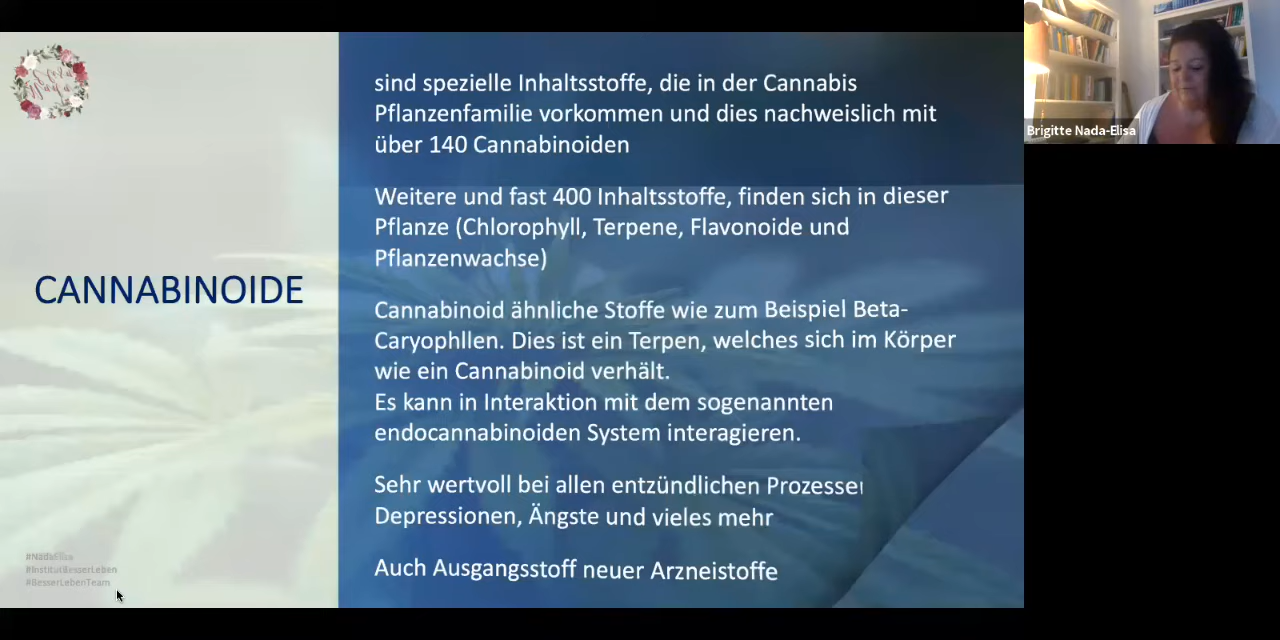 CANNABINOIDE
sind spezielle Inhaltsstoffe, die in der Cannabis
Pflanzenfamilie vorkommen und dies nachweislich mit
über 140 Cannabinoiden
Weitere und fast 400 Inhaltsstoffe, finden sich in dieser
Pflanze (Chlorophyll, Terpene, Flavonoide und
Pflanzenwachse)
Cannabinoid ähnliche Stoffe wie zum Beispiel Beta-
Caryophllen. Dies ist ein Terpen, welches sich im Körper
wie ein Cannabinoid verhält.
Es kann in Interaktion mit dem sogenannten
endocannabinoiden System interagieren.
Sehr wertvoll bei allen entzündlichen
Depressionen, Ängste und vieles mehr
Auch Ausgangsstoff neuer Arzneistoffe
#NadaElisa
#InstitutBesserLeben
#BesserLebenTeam
Brigitte Nada-Elisa